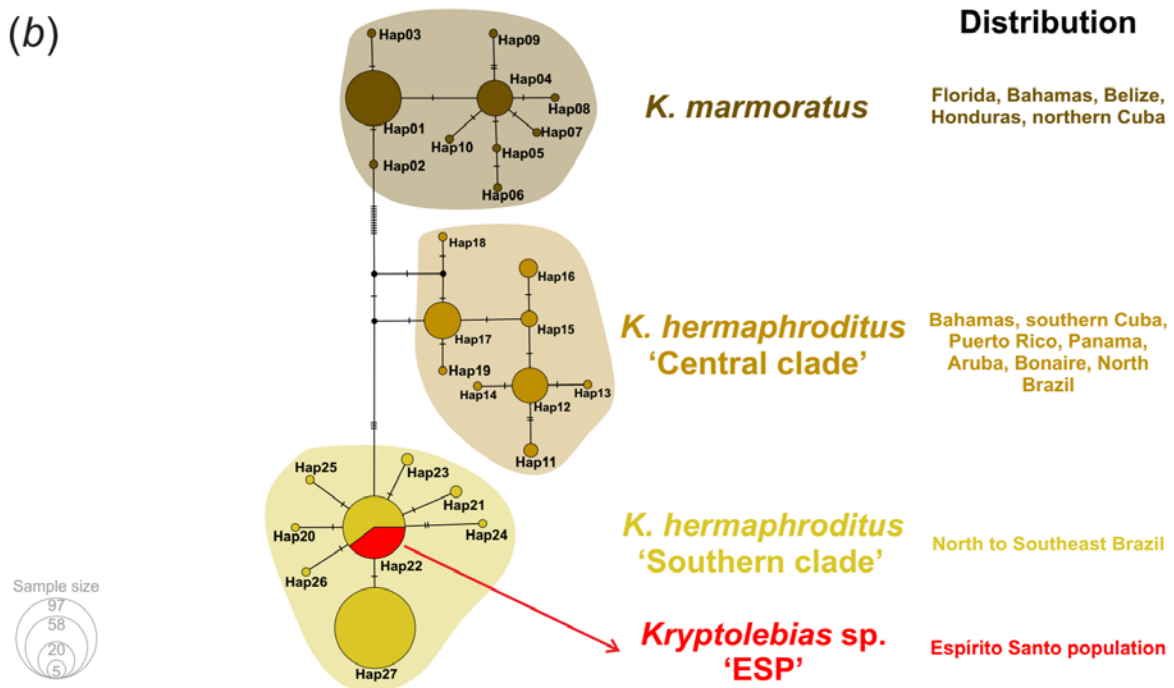 (b)
Distribution
Hap03
Hap09
Hap04
Hap08
Hap01
Hap07
Hap10
Hap05
Hap02
Hap06
K. marmoratus
Florida, Bahamas, Belize,
Honduras, northern Cuba
Hap18
Hap16
Hap15
Hap17
Hap19
Hap14
Hap13
Hap12
Hap11
K. hermaphroditus
‘Central clade’
Bahamas, southern Cuba,
Puerto Rico, Panama,
Aruba, Bonaire, North
Brazil
Hap25
Hap23
Hap21
Hap24
Hap20
Hap22
Hap26
Hap27
K. hermaphroditus
‘Southern clade’
North to Southeast Brazil
Kryptolebias sp.
‘ESP’
Espírito Santo population
Sample size
97
58
20
5